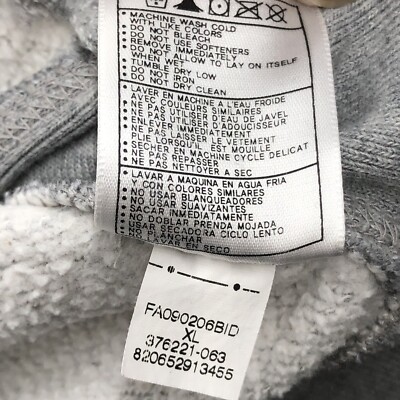 • MACHINE WASH COLD
WITH LIKE COLORS
• DO NOT BLEACH
• DO NOT USE SOFTENERS
• REMOVE IMMEDIATELY
• DO NOT ALLOW TO LAY ON ITSELF
WHEN WET
• TUMBLE DRY LOW
• DO NOT IRON
• DO NOT DRY CLEAN
• LAVER EN MACHINE A L'EAU FROIDE
AVEC COULEURS SIMILAIRES
• NE PAS UTILISER D'EAU DE JAVEL
• NE PAS UTILISER D'ADOUCISSEUR
• ENLEVER IMMEDIATEMENT
• NE PAS LAISSER LE VETEMENT
PLIE LORSQU'IL EST MOUILLE
• SECHER EN MACHINE CYCLE DELICAT
• NE PAS REPASSER
• NE PAS NETTOYER A SEC
• LAVAR A MAQUINA EN AGUA FRIA
Y CON COLORES SIMILARES
• NO USAR BLANQUEADORES
• NO USAR SUAVIZANTES
• SACAR INMEDIATAMENTE
• NO DOBLAR PRENDA MOJADA
• USAR SECADORA CICLO LENTO
• NO PLANCHAR
• NO LAVAR EN SECO
FA090206BID
XL
376221-063
820652913455